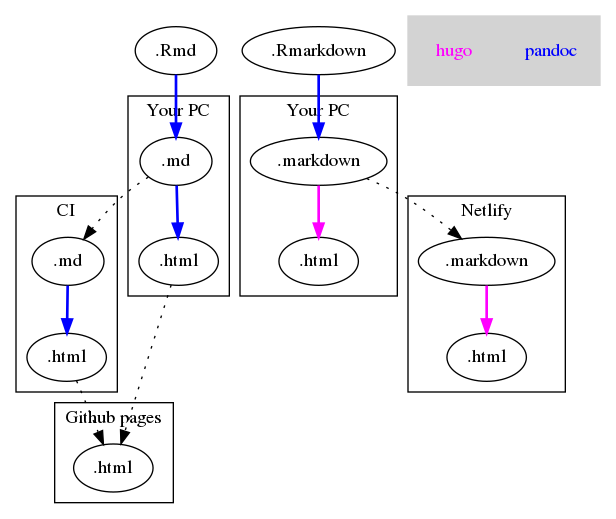 .Rmd
.Rmarkdown
hugo
pandoc
Your PC
Your PC
.md
.markdown
CI
Netlify
.md
.html
.html
.markdown
.html
.html
Github pages
.html